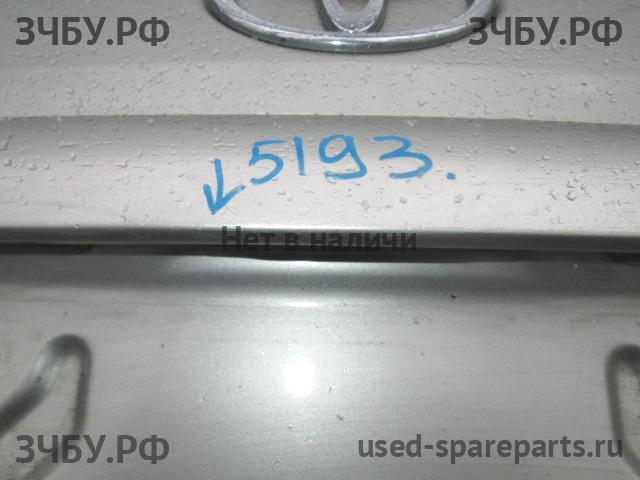 ЗЧБУ.РФ
ЗЧБУ.РФ
5193.
Нет в наличи
ЗЧБУ.РФ
used-spareparts.ru